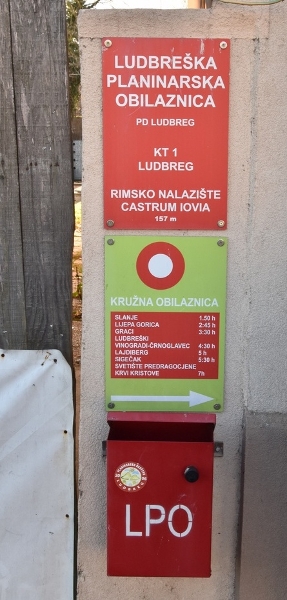 LUDBREŠKA
PLANINARSKA
OBILAZNICA
PD LUDBREG
KT 1
LUDBREG
RIMSKO NALAZIŠTE
CASTRUM IOVIA
157 m
KRUŽNA OBILAZNICA
SLANJE 1.50 h
LIJEPA GORICA 2:45 h
GRACI 3:30 h
LUDBREŠKI
VINOGRADI-ČRNOGLAVEC 4:30 h
LAJDIBERG 5 h
SIGEČAK 5:30 h
SVETIŠTE PREDRAGOCJENE
KRVI KRISTOVE 7h
LPO